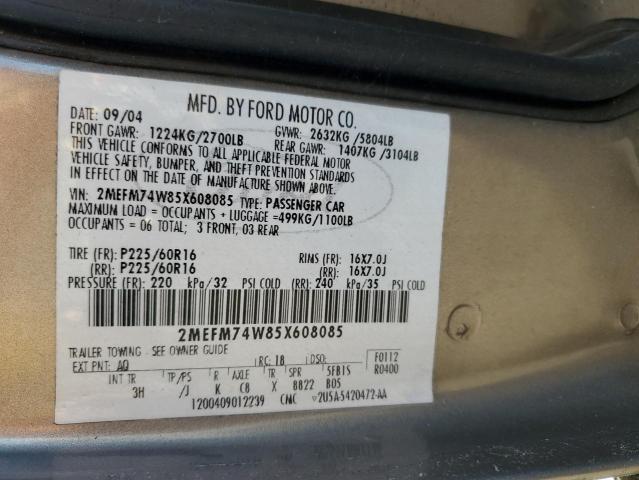 MFD. BY FORD MOTOR CO.
DATE: 09/04
GVWR: 2632KG /5804LB
FRONT GAWR: 1224KG/2700LB
REAR GAWR: 1407KG/3104LB
THIS VEHICLE CONFORMS TO ALL APPLICABLE FEDERAL MOTOR
VEHICLE SAFETY, BUMPER, AND THEFT PREVENTION STANDARDS
IN EFFECT ON THE DATE OF MANUFACTURE SHOWN ABOVE.
VIN: 2MEFM74W85X608085 TYPE: PASSENGER CAR
MAXIMUM LOAD = OCCUPANTS + LUGGAGE =499KG/1100LB
OCCUPANTS = 06 TOTAL; 3 FRONT, 03 REAR
TIRE (FR): P225/60R16 RIMS (FR): 16X7.0J
(RR): P225/60R16 (RR): 16X7.0J
PRESSURE (FR): 220 kPa/32 PSI COLD (RR): 240 kPa/35 PSI COLD
2MEFM74W85X608085
TRAILER TOWING - SEE OWNER GUIDE
EXT PNT: AQ RC: 18 DSO: F0112
R0400
INT TR TP/PS R AXLE TR SPR 5FB15
3H /J K C8 X 8822 B05
1200409012239 CMC 2U5A-5420472-AA